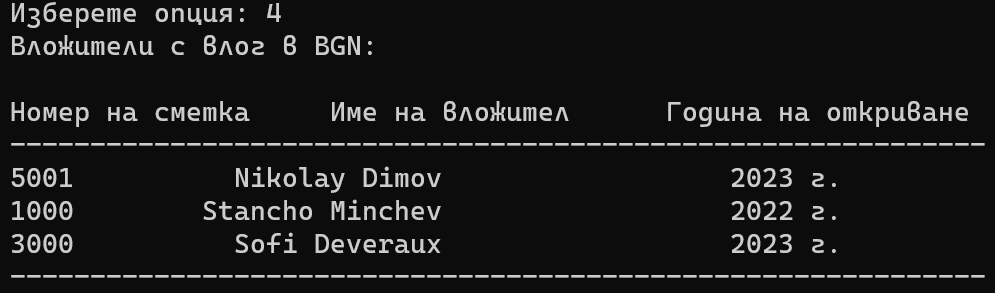 Изберете опция: 4
Вложители с влог в BGN:
Номер на сметка Име на вложител Година на откриване
-------------------------------------------------------------
5001 Nikolay Dimov 2023 г.
1000 Stancho Minchev 2022 г.
3000 Sofi Deveraux 2023 г.
-------------------------------------------------------------